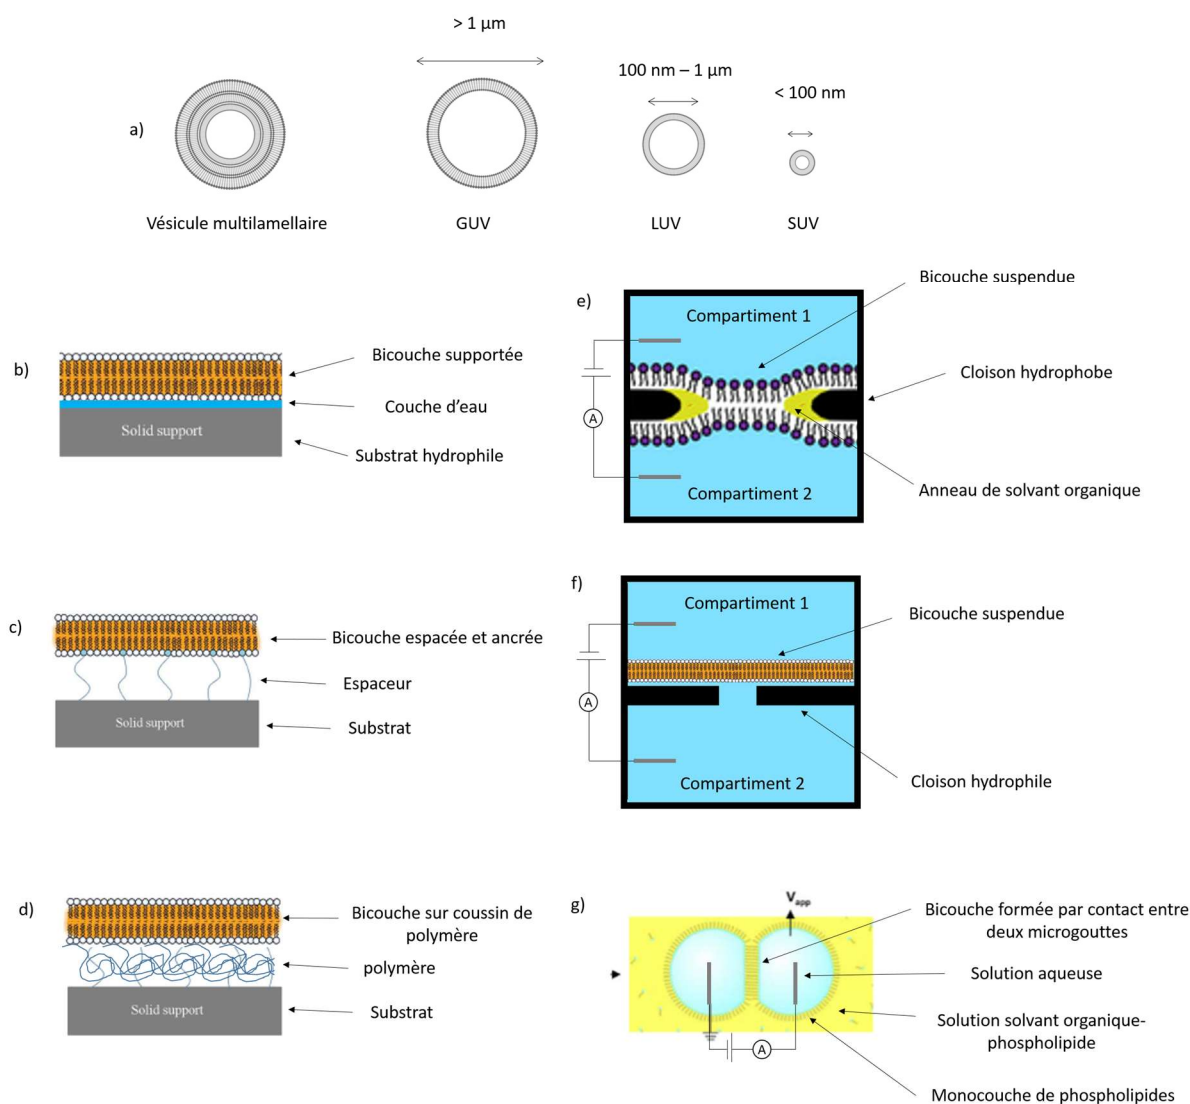 a)
> 1 µm
100 nm – 1 µm
< 100 nm
Vésicule multilamellaire
GUV
LUV
SUV
b)
Bicouche supportée
Couche d'eau
Solid support
Substrat hydrophile
c)
Bicouche espacée et ancrée
Espaceur
Solid support
Substrat
d)
Bicouche sur coussin de
polymère
polymère
Solid support
Substrat
e)
Bicouche suspendue
Compartiment 1
Cloison hydrophobe
A
Compartiment 2
Anneau de solvant organique
f)
Compartiment 1
Bicouche suspendue
A
Compartiment 2
Cloison hydrophile
g)
Vapp
Bicouche formée par contact entre
deux microgouttes
Solution aqueuse
Solution solvant organique-
phospholipide
A
Monocouche de phospholipides